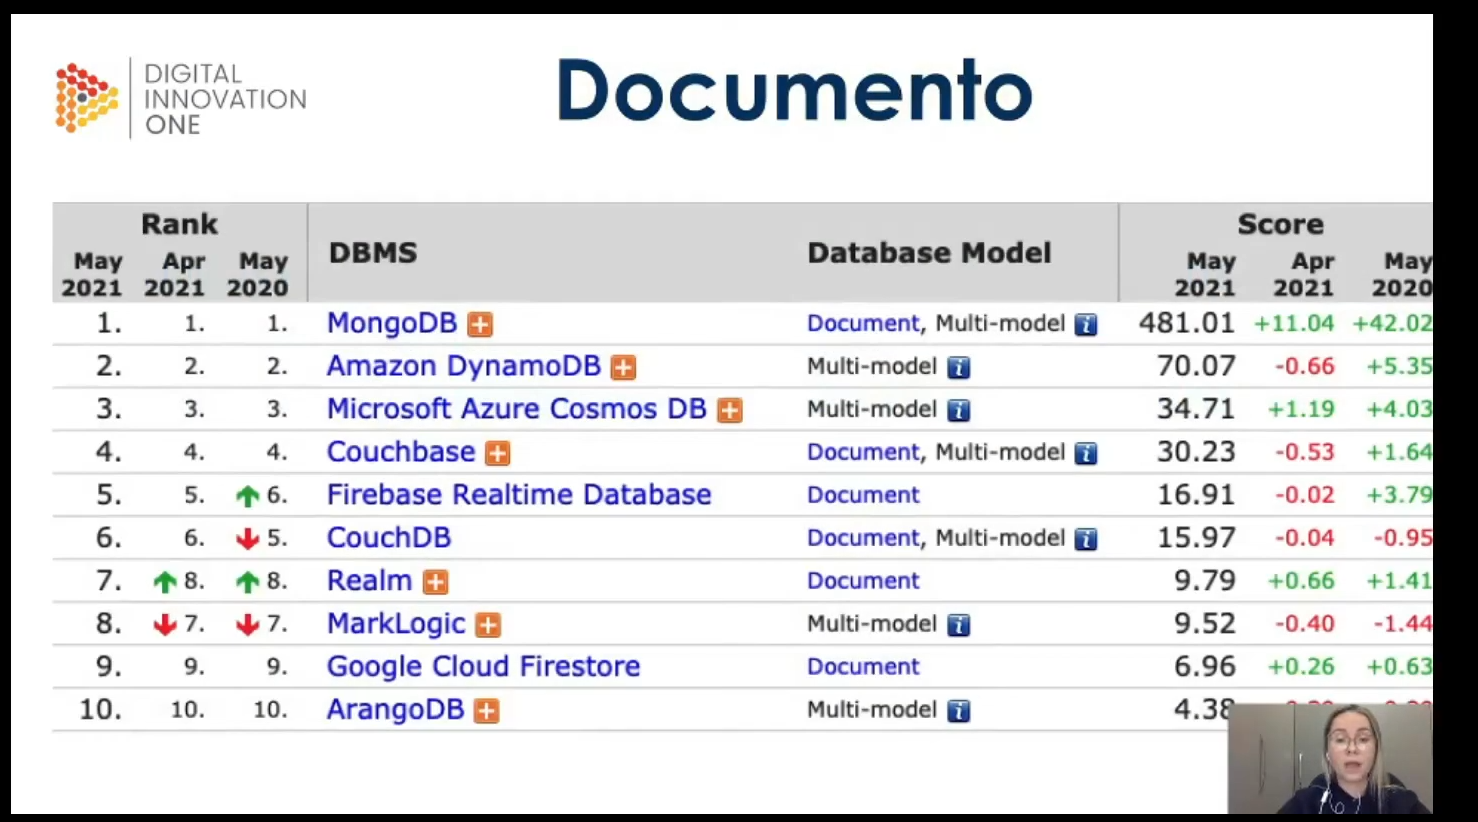 DIGITAL
INNOVATION
ONE
Documento
Rank
DBMS
Database Model
Score
May 2021
Apr 2021
May 2020
May 2021
Apr 2021
May 2020
1. 1. 1. MongoDB Document, Multi-model 481.01 +11.04 +42.02
2. 2. 2. Amazon DynamoDB Multi-model 70.07 -0.66 +5.35
3. 3. 3. Microsoft Azure Cosmos DB Multi-model 34.71 +1.19 +4.03
4. 4. 4. Couchbase Document, Multi-model 30.23 -0.53 +1.64
5. 5. 6. Firebase Realtime Database Document 16.91 -0.02 +3.79
6. 6. 5. CouchDB Document, Multi-model 15.97 -0.04 -0.95
7. 8. 8. Realm Document 9.79 +0.66 +1.41
8. 7. 7. MarkLogic Multi-model 9.52 -0.40 -1.44
9. 9. 9. Google Cloud Firestore Document 6.96 +0.26 +0.63
10. 10. 10. ArangoDB Multi-model 4.38